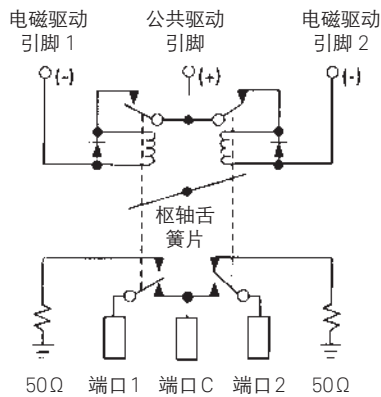 电磁驱动 公共驱动 电磁驱动
引脚 1 引脚 引脚 2
(-) (+) (-)
枢轴舌
簧片
50Ω 端口1 端口C 端口2 50Ω